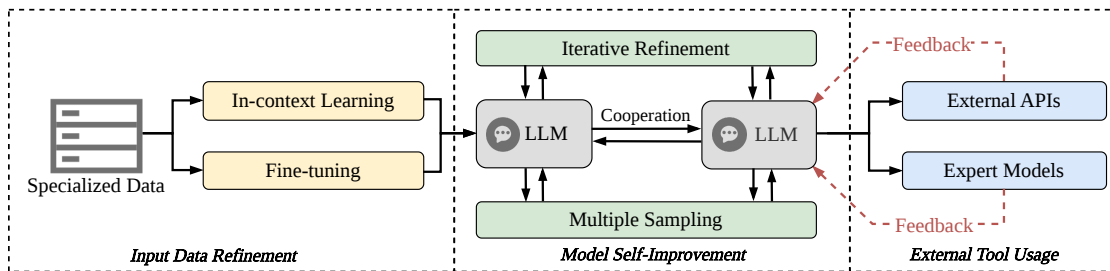 Specialized Data
In-context Learning
Fine-tuning
Input Data Refinement
Iterative Refinement
LLM
Cooperation
LLM
Multiple Sampling
Model Self-Improvement
Feedback
External APIs
Expert Models
Feedback
External Tool Usage